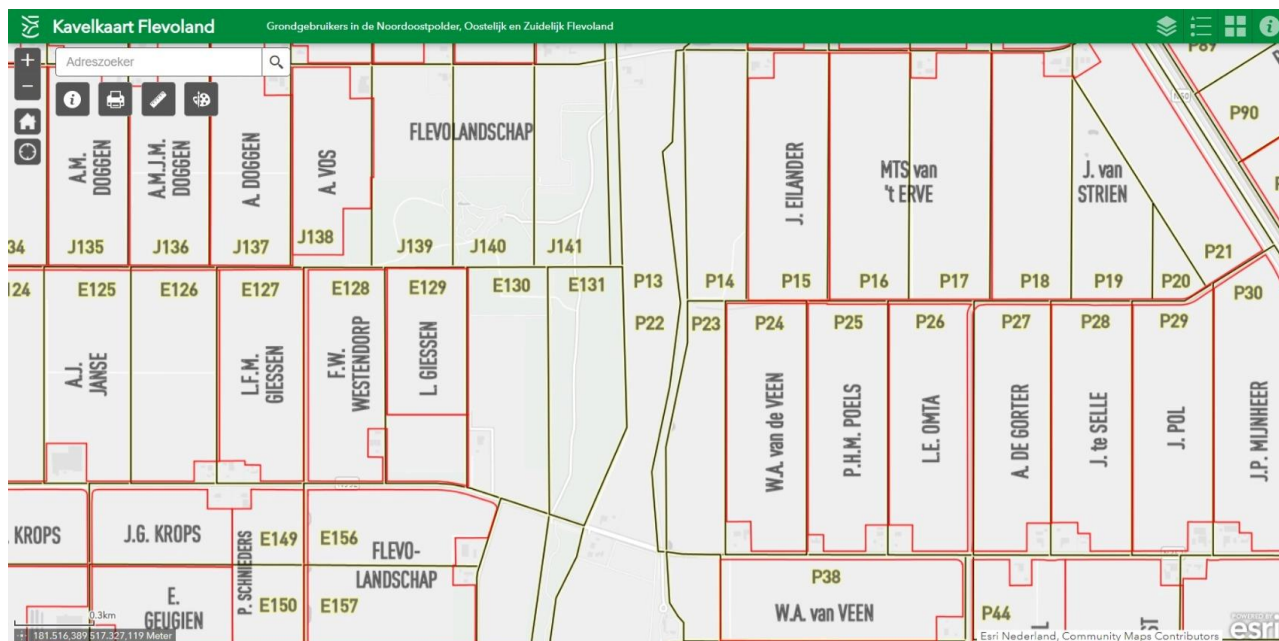 Kavelkaart Flevoland
Grondgebruikers in de Noordoostpolder, Oostelijk en Zuidelijk Flevoland
Adreszoeker
A.M.
DOGGEN
A.M.J.M.
DOGGEN
A. DOGGEN
A. VOS
FLEVOLANDSCHAP
J. EILANDER
MTS van
't ERVE
J. van
STRIEN
P89
P90
34
J135
J136
J137
J138
J139
J140
J141
P13
P14
P15
P16
P17
P18
P19
P20
P21
124
E125
E126
E127
E128
E129
E130
E131
P22
P23
P24
P25
P26
P27
P28
P29
P30
A.J.
JANSE
L.F.M.
GIESSEN
F.W.
WESTENDORP
L. GIESSEN
W.A. van de VEEN
P.H.M. POELS
L.E. OMTA
A. DE GORTER
J. te SELLE
J. POL
J.P. MIJNHEER
KROPS
J.G. KROPS
P. SCHNIEDERS
E149
E156
FLEVO-
LANDSCHAP
E.
GEUGIEN
E150
E157
P38
W.A. van VEEN
P44
0.3km
181.516,389 517.327,119 Meter
Esri Nederland, Community Maps Contributors
POWERED BY
esri